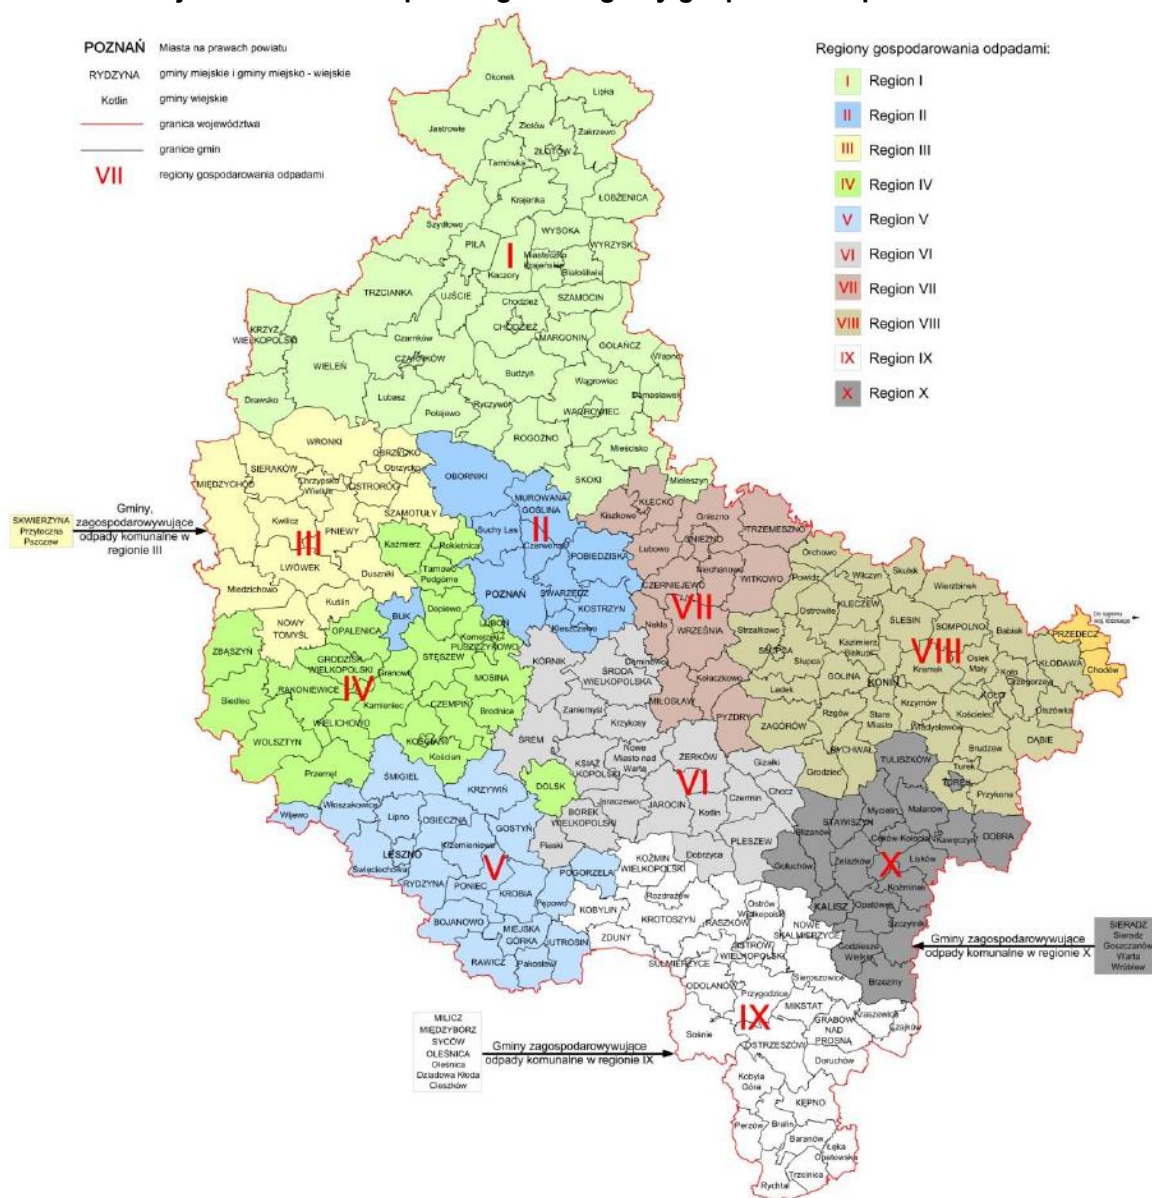 POZNAŃ Miasta na prawach powiatu
RYDZYNA gminy miejskie i gminy miejsko - wiejskie
Kotlin gminy wiejskie
granica województwa
granice gmin
VII regiony gospodarowania odpadami
Regiony gospodarowania odpadami:
I Region I
II Region II
III Region III
IV Region IV
V Region V
VI Region VI
VII Region VII
VIII Region VIII
IX Region IX
X Region X
Okonek
Lipka
Jastrowie
Złotów
Zakrzewo
ZŁOTÓW
Tarnówka
Krajenka
ŁOBŻENICA
Szydłowo
WYSOKA
PIŁA
WYRZYSK
I
Miasteczko
Krajeńskie
Kaczory
Białośliwie
TRZCIANKA
UJŚCIE
SZAMOCIN
Chodzież
CHODZIEŻ
KRZYŻ
WIELKOPOLSKI
Czarnków
CZARNKÓW
MARGONIN
GOŁAŃCZ
Wapno
WIELEŃ
Budzyń
Wągrowiec
Damasławek
Drawsko
Lubasz
Połajewo
Ryczywół
WĄGROWIEC
ROGOŹNO
Mieścisko
SKOKI
Mieleszyn
WRONKI
OBRZYCKO
Obrzycko
SIERAKÓW
MIĘDZYCHÓD
Chrzypsko
Wielkie
OSTRORÓG
SZAMOTUŁY
Kwilicz
PNIEWY
III
LWÓWEK
Duszniki
Miedzichowo
Kuślin
NOWY
TOMYŚL
Gminy,
zagospodarowywujące
odpady komunalne w
regionie III
SKWIERZYNA
Przytoczna
Pszczew
OBORNIKI
MUROWANA
GOŚLINA
Suchy Las
II
Czerwonak
POBIEDZISKA
POZNAŃ
SWARZĘDZ
KOSTRZYN
Kleszczewo
BUK
Kaźmierz
Rokietnica
Tarnowo
Podgórne
Dopiewo
LUBOŃ
Komorniki
PUSZCZYKOWO
OPALENICA
ZBĄSZYŃ
GRODZISK
WIELKOPOLSKI
Granowo
STĘSZEW
MOSINA
Siedlec
RAKONIEWICE
IV
Kamieniec
CZEMPIŃ
Brodnica
WIELICHOWO
WOLSZTYN
KOŚCIAN
Kościan
Przemęt
DOLSK
KŁECKO
Kiszkowo
Gniezno
TRZEMESZNO
Łubowo
GNIEZNO
Niechanowo
CZERNIEJEWO
WITKOWO
VII
Nekla
WRZEŚNIA
Kołaczkowo
MIŁOSŁAW
PYZDRY
Orchowo
Powidz
Wilczyn
Skulsk
Wierzbinek
Ostrowite
KLECZEW
ŚLESIN
SOMPOLNO
Babiak
Strzałkowo
SŁUPCA
Słupca
Kazimierz
Biskupi
VIII
Kramsk
Osiek
Mały
KŁODAWA
Koło
Grzegorzew
GOLINA
KONIN
KOŁO
Lądek
Krzymów
Olszówka
Rzgów
Stare
Miasto
Kościelec
ZAGÓRÓW
Władysławów
DĄBIE
RYCHWAŁ
Brudzew
Grodziec
Turek
TUREK
Przykona
Do regionu
woj. łódzkiego
PRZEDECZ
Chodów
KÓRNIK
Dominowo
ŚRODA
WIELKOPOLSKA
Zaniemyśl
Krzykosy
ŚREM
Nowe
Miasto nad
Wartą
KSIĄŻ
WIELKOPOLSKI
ŻERKÓW
Gizałki
VI
Chocz
Jaraczewo
JAROCIN
Czermin
BOREK
WIELKOPOLSKI
Kotlin
PLESZEW
Piaski
Dobrzyca
ŚMIGIEL
KRZYWIŃ
Wijewo
Włoszakowice
Lipno
OSIECZNA
GOSTYŃ
Krzemieniewo
LESZNO
Święciechowa
V
POGORZELA
RYDZYNA
PONIEC
KROBIA
Pępowo
BOJANOWO
MIEJSKA
GÓRKA
JUTROSIN
RAWICZ
Pakosław
TULISZKÓW
Mycielin
Malanów
STAWISZYN
Blizanów
Ceków-Kolonia
Kawęczyn
DOBRA
Gołuchów
Żelazków
X
Lisków
Koźminek
KALISZ
Opatówek
Szczytniki
Godziesze
Wielkie
Brzeziny
Gminy zagospodarowywujące
odpady komunalne w regionie X
SIERADZ
Sieradz
Goszczanów
Warta
Wróblew
KOŹMIN
WIELKOPOLSKI
Rozdrażew
KOBYLIN
KROTOSZYN
Ostrów
Wielkopolski
RASZKÓW
NOWE
SKALMIERZYCE
ZDUNY
OSTRÓW
WIELKOPOLSKI
SULMIERZYCE
Sieroszewice
ODOLANÓW
Przygodzice
MIKSTAT
Kraszewice
Sośnie
IX
GRABÓW
NAD
PROSNĄ
Czajków
OSTRZESZÓW
Doruchów
Kobyla
Góra
KĘPNO
Perzów
Bralin
Baranów
Łęka
Opatowska
Trzcinica
Rychtal
MILICZ
MIĘDZYBÓRZ
SYCÓW
OLEŚNICA
Oleśnica
Dziadowa Kłoda
Cieszków
Gminy zagospodarowywujące
odpady komunalne w regionie IX